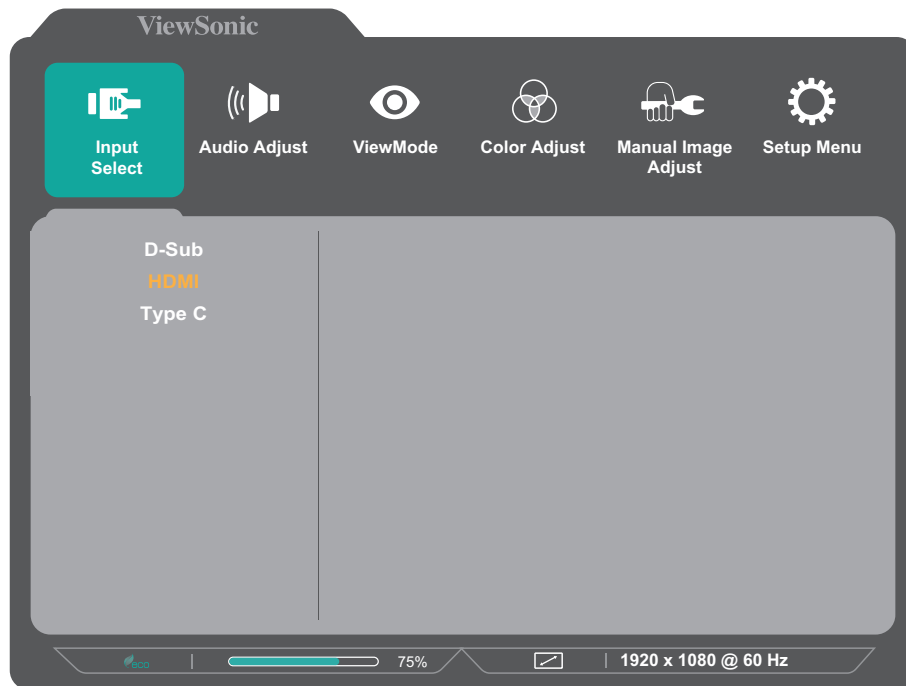 ViewSonic
Input
Select
Audio Adjust
ViewMode
Color Adjust
Manual Image
Adjust
Setup Menu
D-Sub
HDMI
Type C
eco
75%
1920 x 1080 @ 60 Hz